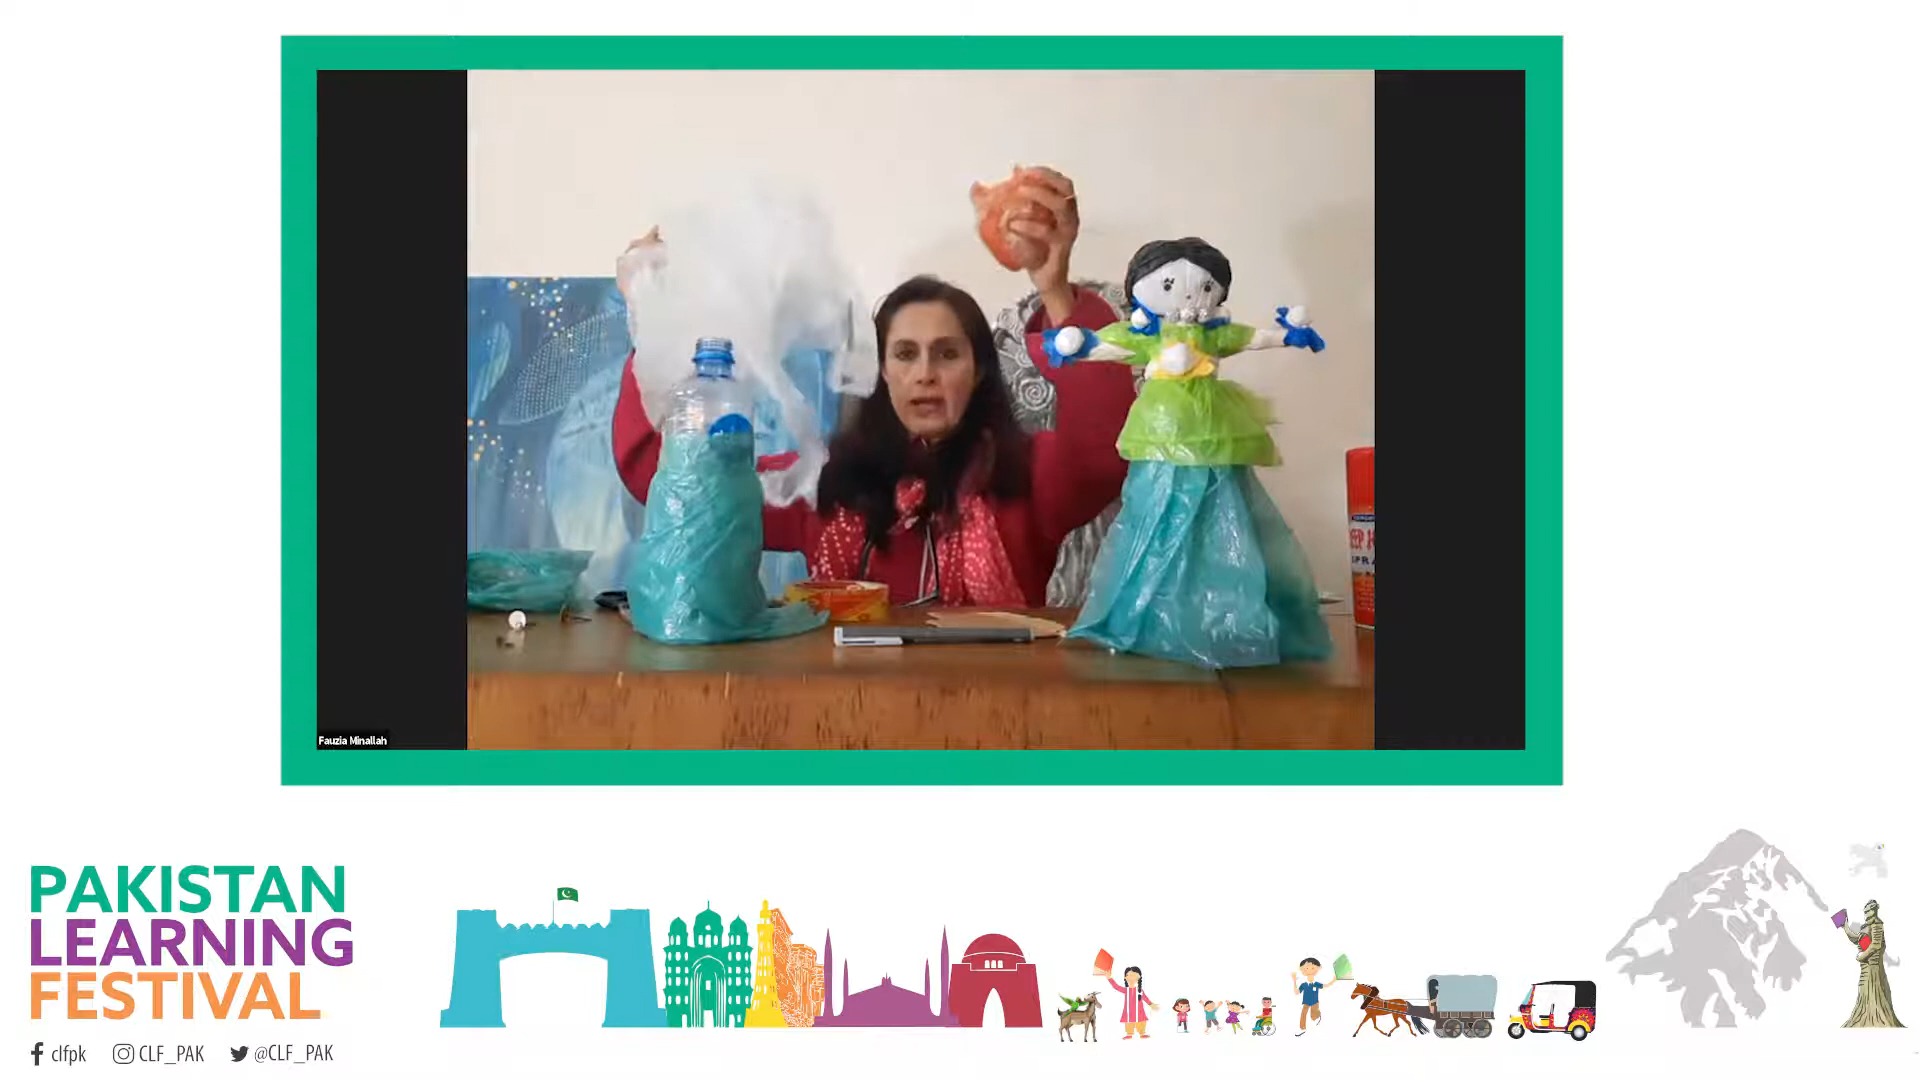 Fauzia Minallah
PAKISTAN
LEARNING
FESTIVAL
clfpk CLF_PAK @CLF_PAK